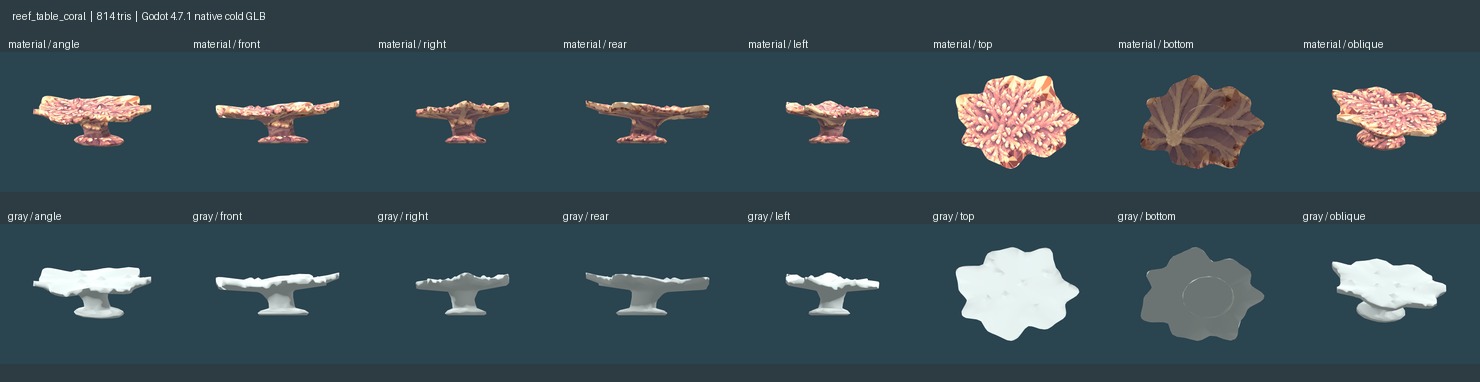 reef_table_coral | 814 tris | Godot 4.7.1 native cold GLB
material / angle material / front material / right material / rear material / left material / top material / bottom material / oblique
gray / angle gray / front gray / right gray / rear gray / left gray / top gray / bottom gray / oblique